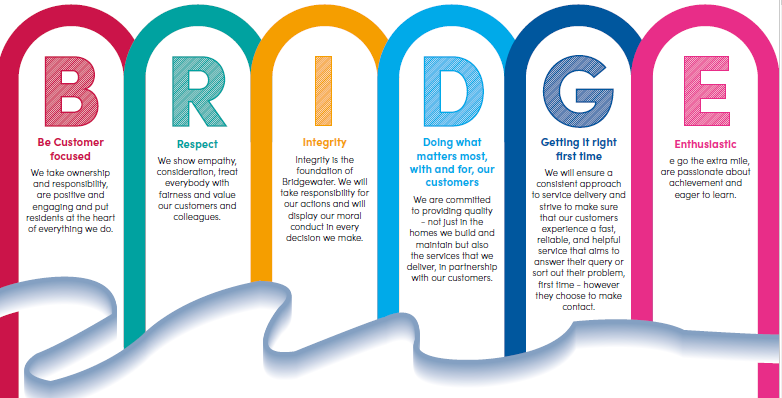 B
Be Customer
focused
We take ownership
and responsibility,
are positive and
engaging and put
residents at the heart
of everything we do.
R
Respect
We show empathy,
consideration, treat
everybody with
fairness and value
our customers and
colleagues.
I
Integrity
Integrity is the
foundation of
Bridgewater. We will
take responsibility for
our actions and will
display our moral
conduct in every
decision we make.
D
Doing what
matters most,
with and for, our
customers
We are committed
to providing quality
– not just in the
homes we build and
maintain but also
the services that we
deliver, in partnership
with our customers.
G
Getting it right
first time
We will ensure a
consistent approach
to service delivery and
strive to make sure
that our customers
experience a fast,
reliable, and helpful
service that aims to
answer their query or
sort out their problem,
first time – however
they choose to make
contact.
E
Enthusiastic
e go the extra mile,
are passionate about
achievement and
eager to learn.